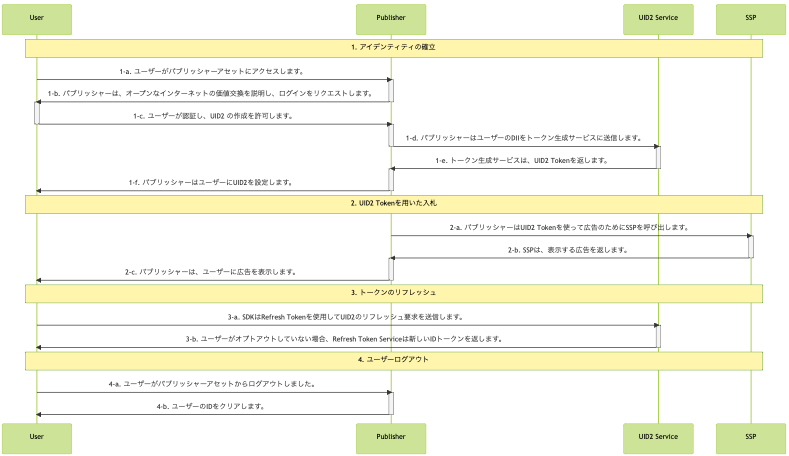 User Publisher UID2 Service SSP
1. アイデンティティの確立
1-a. ユーザーがパブリッシャーアセットにアクセスします。
1-b. パブリッシャーは、オープンなインターネットの価値交換を説明し、ログインをリクエストします。
1-c. ユーザーが認証し、UID2 の作成を許可します。
1-d. パブリッシャーはユーザーのDIIをトークン生成サービスに送信します。
1-e. トークン生成サービスは、UID2 Tokenを返します。
1-f. パブリッシャーはユーザーにUID2を設定します。
2. UID2 Tokenを用いた入札
2-a. パブリッシャーはUID2 Tokenを使って広告のためにSSPを呼び出します。
2-b. SSPは、表示する広告を返します。
2-c. パブリッシャーは、ユーザーに広告を表示します。
3. トークンのリフレッシュ
3-a. SDKはRefresh Tokenを使用してUID2のリフレッシュ要求を送信します。
3-b. ユーザーがオプトアウトしていない場合、Refresh Token Serviceは新しいIDトークンを返します。
4. ユーザーログアウト
4-a. ユーザーがパブリッシャーアセットからログアウトしました。
4-b. ユーザーのIDをクリアします。
User Publisher UID2 Service SSP